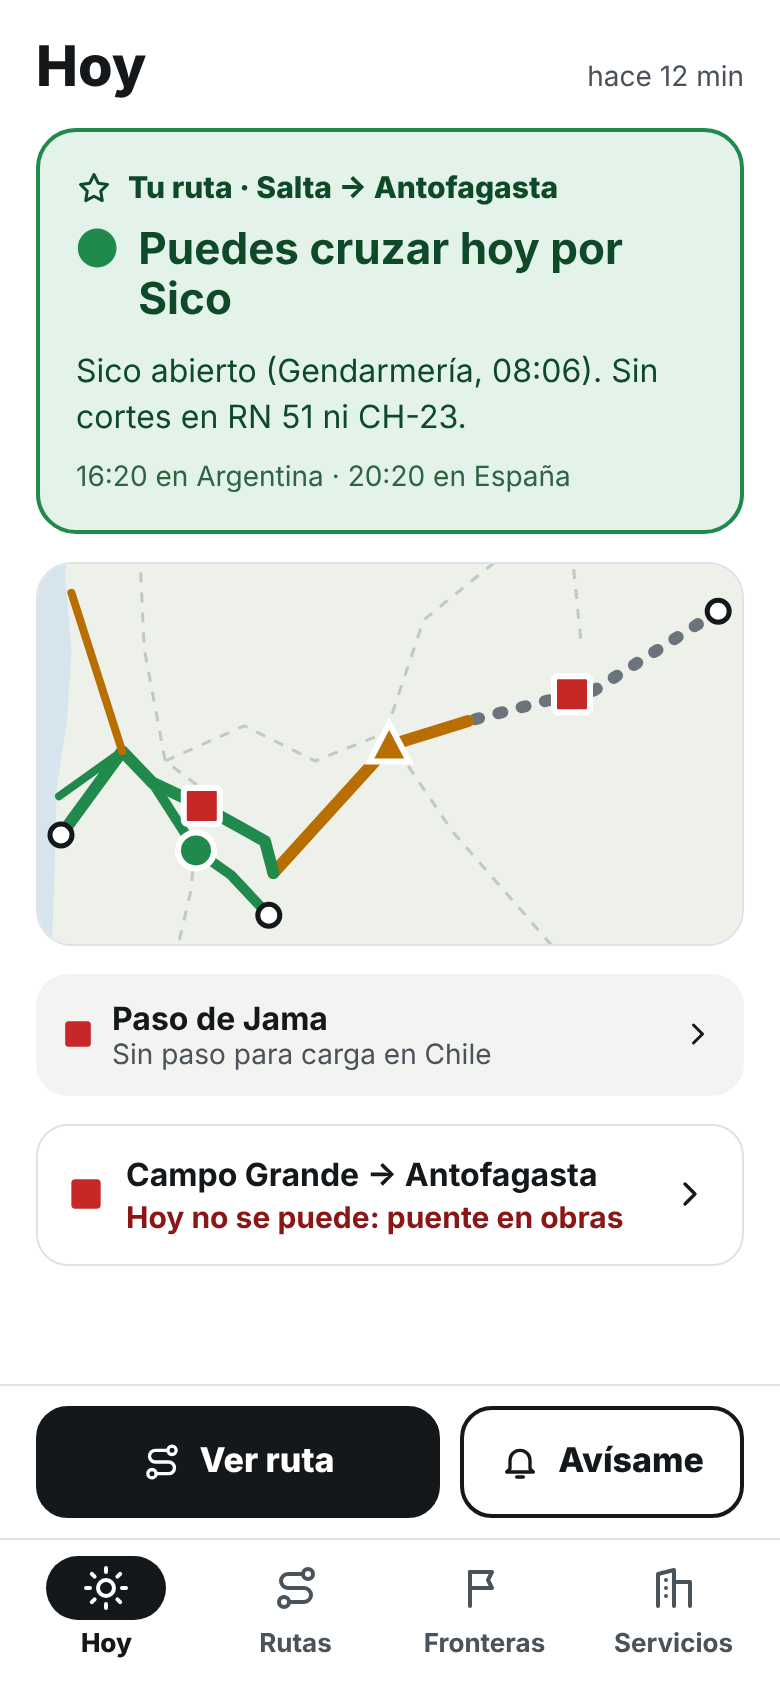 Hoy
hace 12 min
Tu ruta · Salta → Antofagasta
Puedes cruzar hoy por
Sico
Sico abierto (Gendarmería, 08:06). Sin
cortes en RN 51 ni CH-23.
16:20 en Argentina · 20:20 en España
Paso de Jama
Sin paso para carga en Chile
Campo Grande → Antofagasta
Hoy no se puede: puente en obras
Ver ruta
Avísame
Hoy
Rutas
Fronteras
Servicios